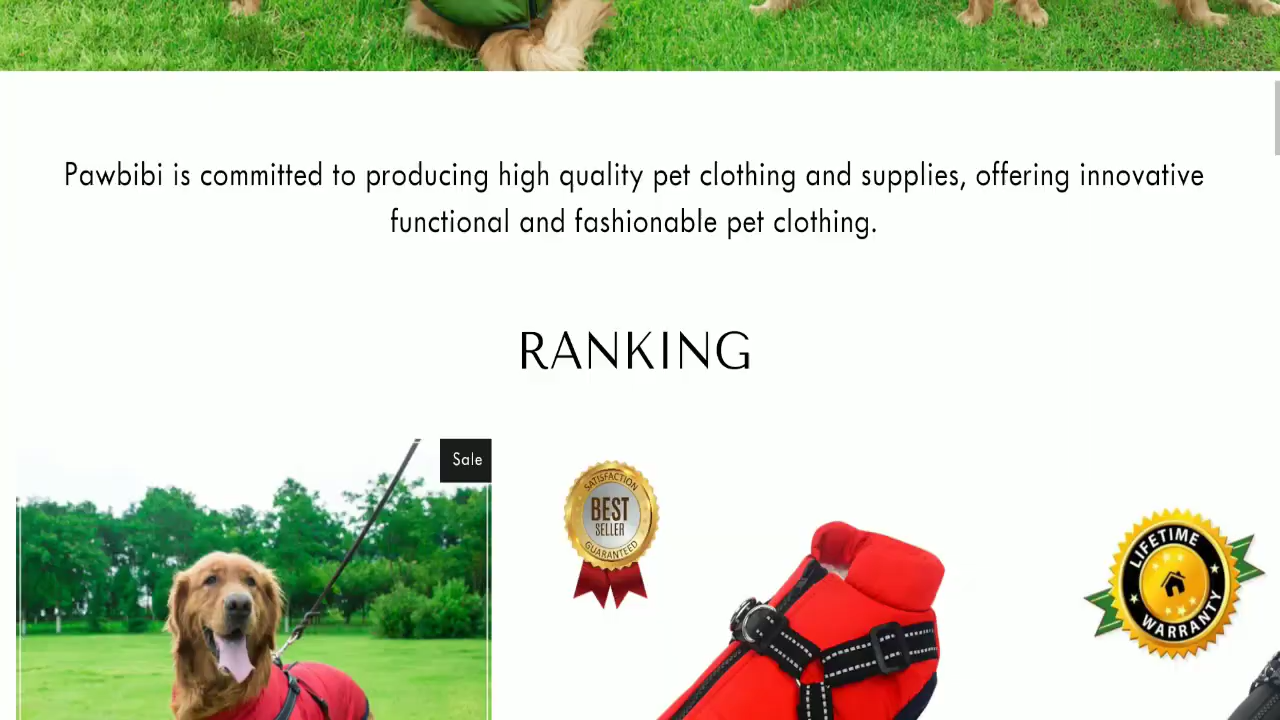 Pawbibi is committed to producing high quality pet clothing and supplies, offering innovative
functional and fashionable pet clothing.
RANKING
Sale
SATISFACTION
BEST
SELLER
GUARANTEED
LIFETIME
WARRANTY